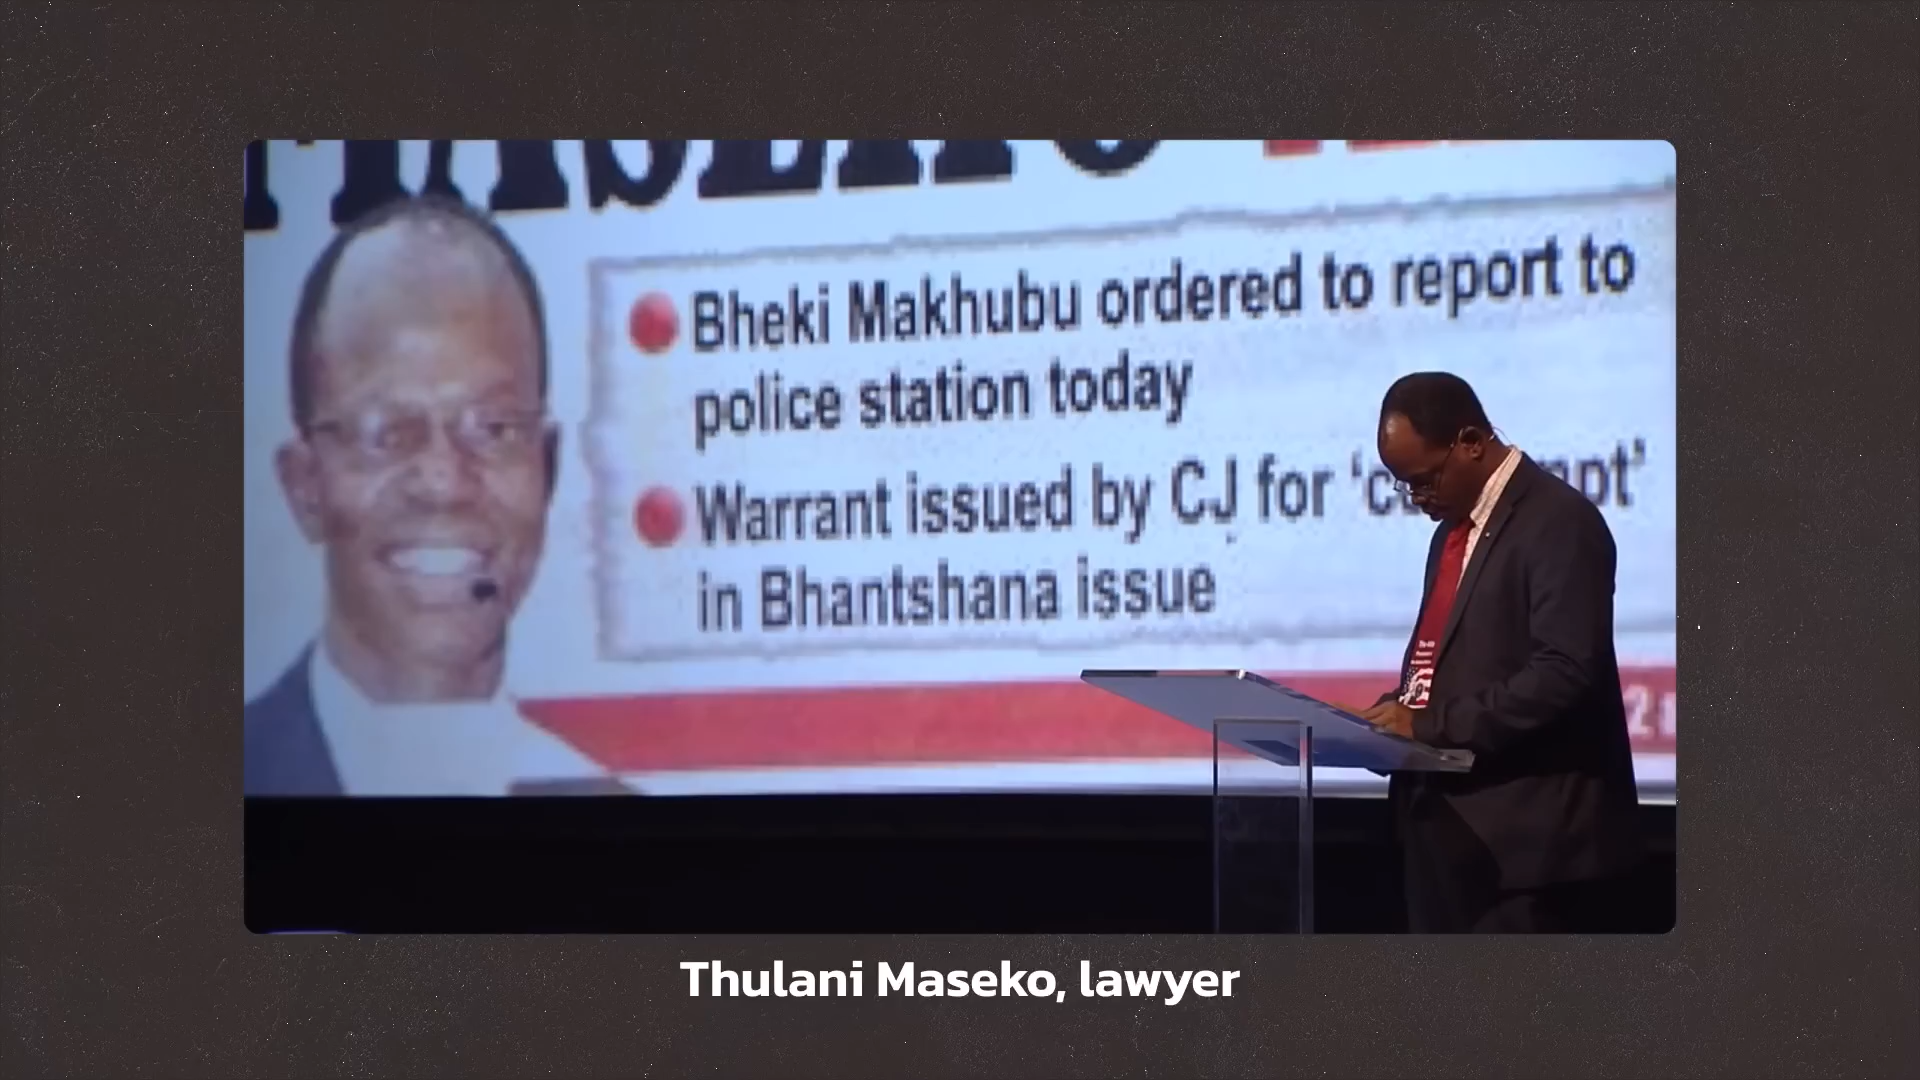 Bheki Makhubu ordered to report to
police station today
Warrant issued by CJ for
in Bhantshana issue
Thulani Maseko, lawyer